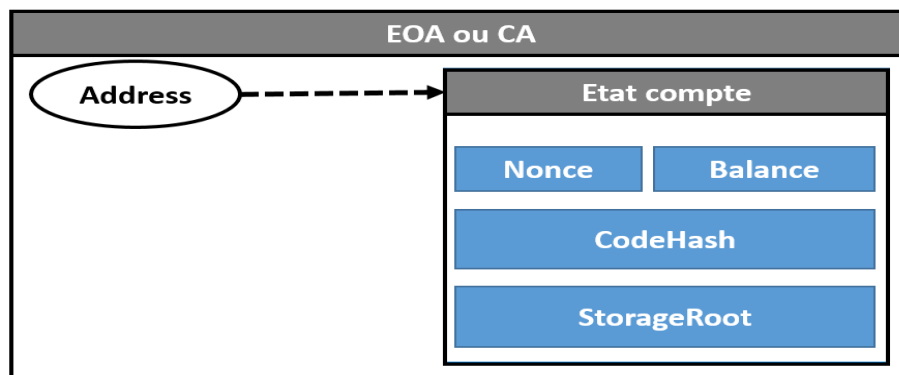 EOA ou CA
Address
Etat compte
Nonce Balance
CodeHash
StorageRoot